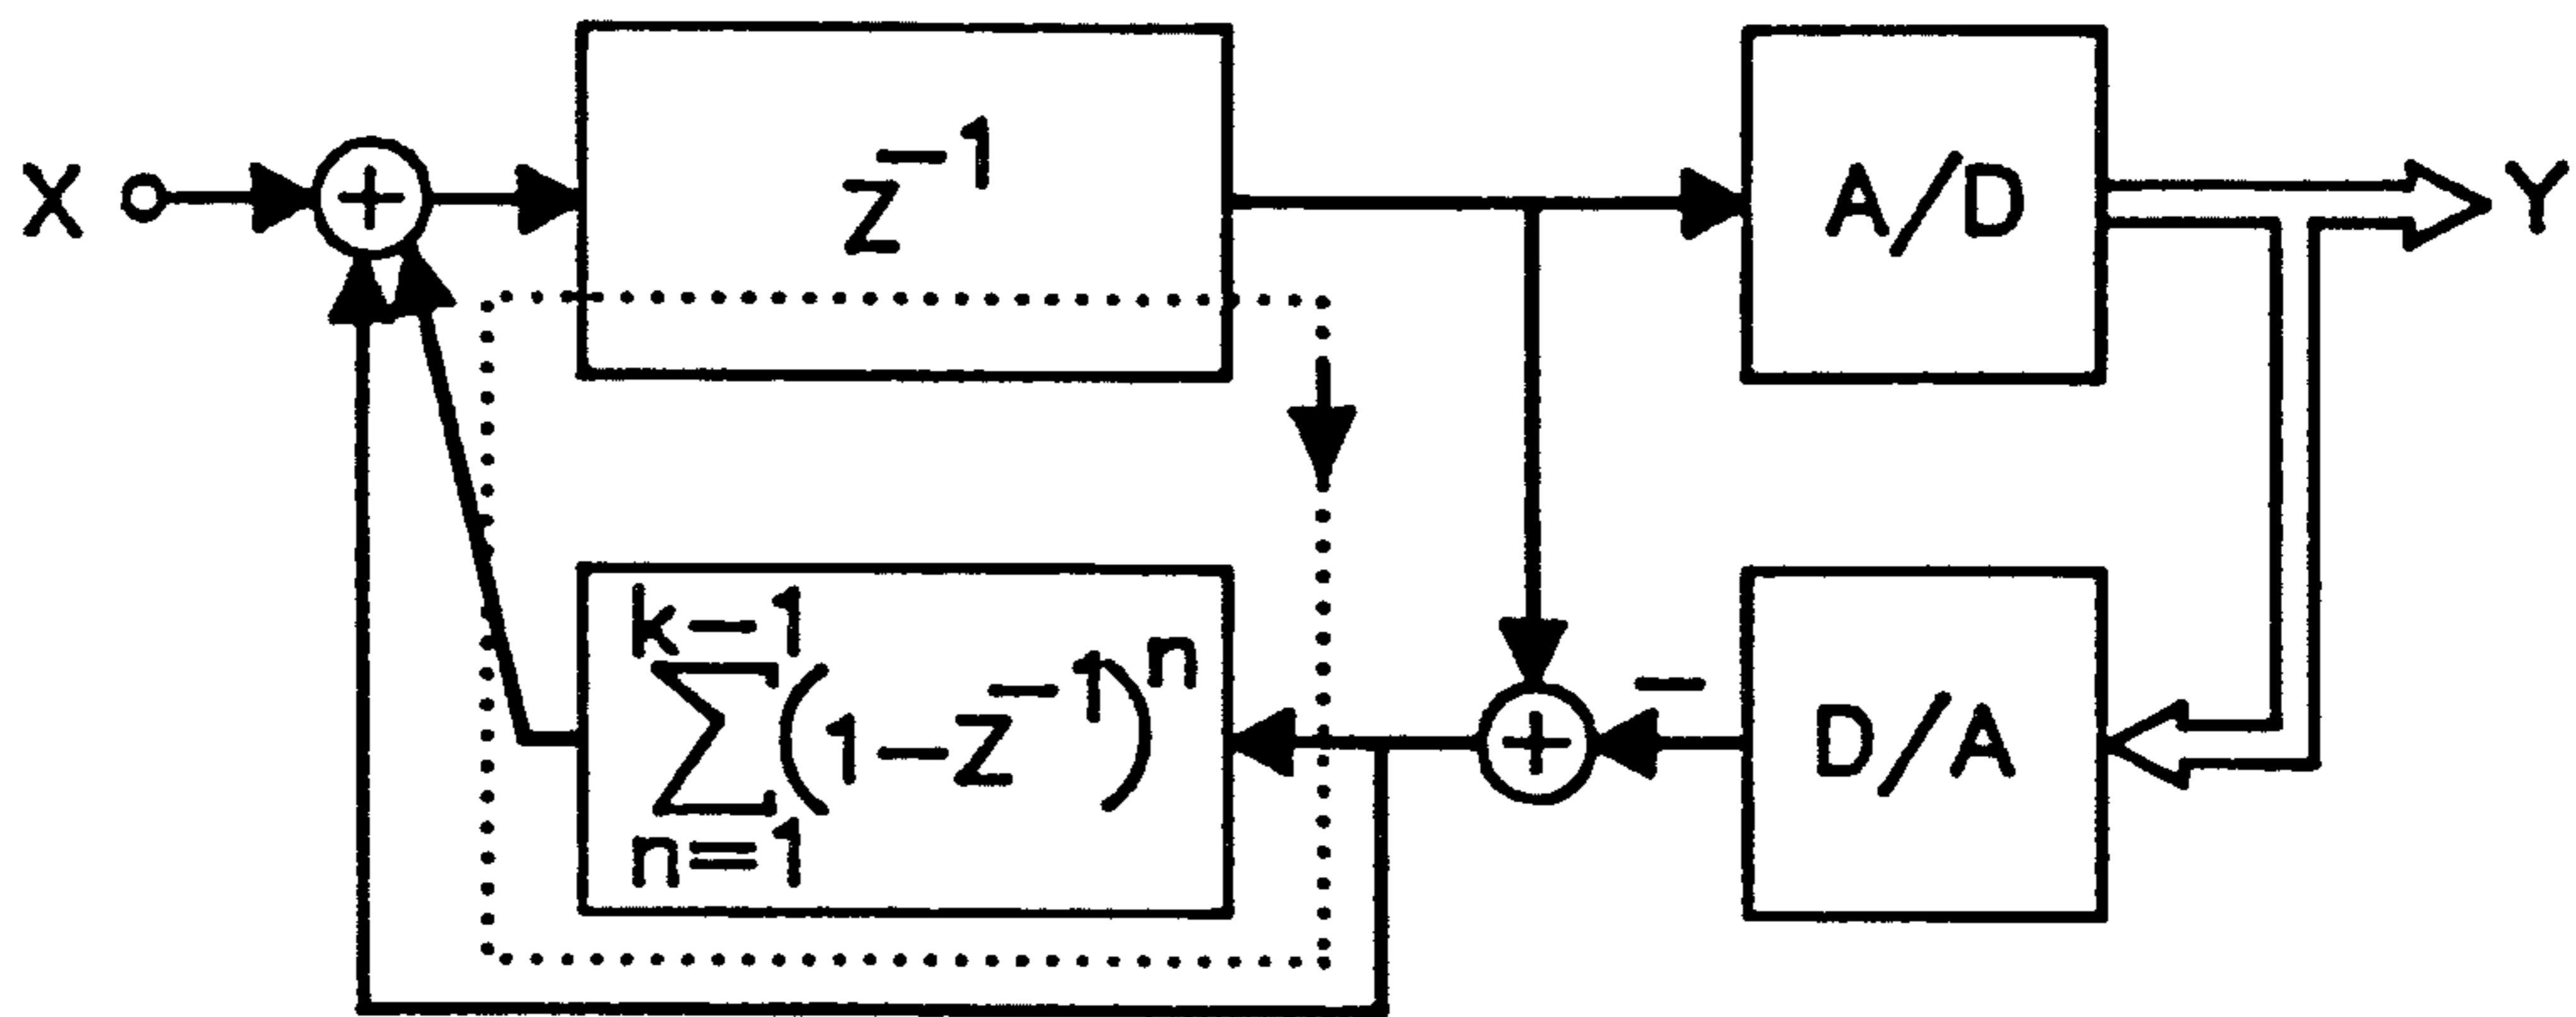 X
+
z⁻¹
A/D
Y
k−1
∑(1−z⁻¹)ⁿ
n=1
+
−
D/A